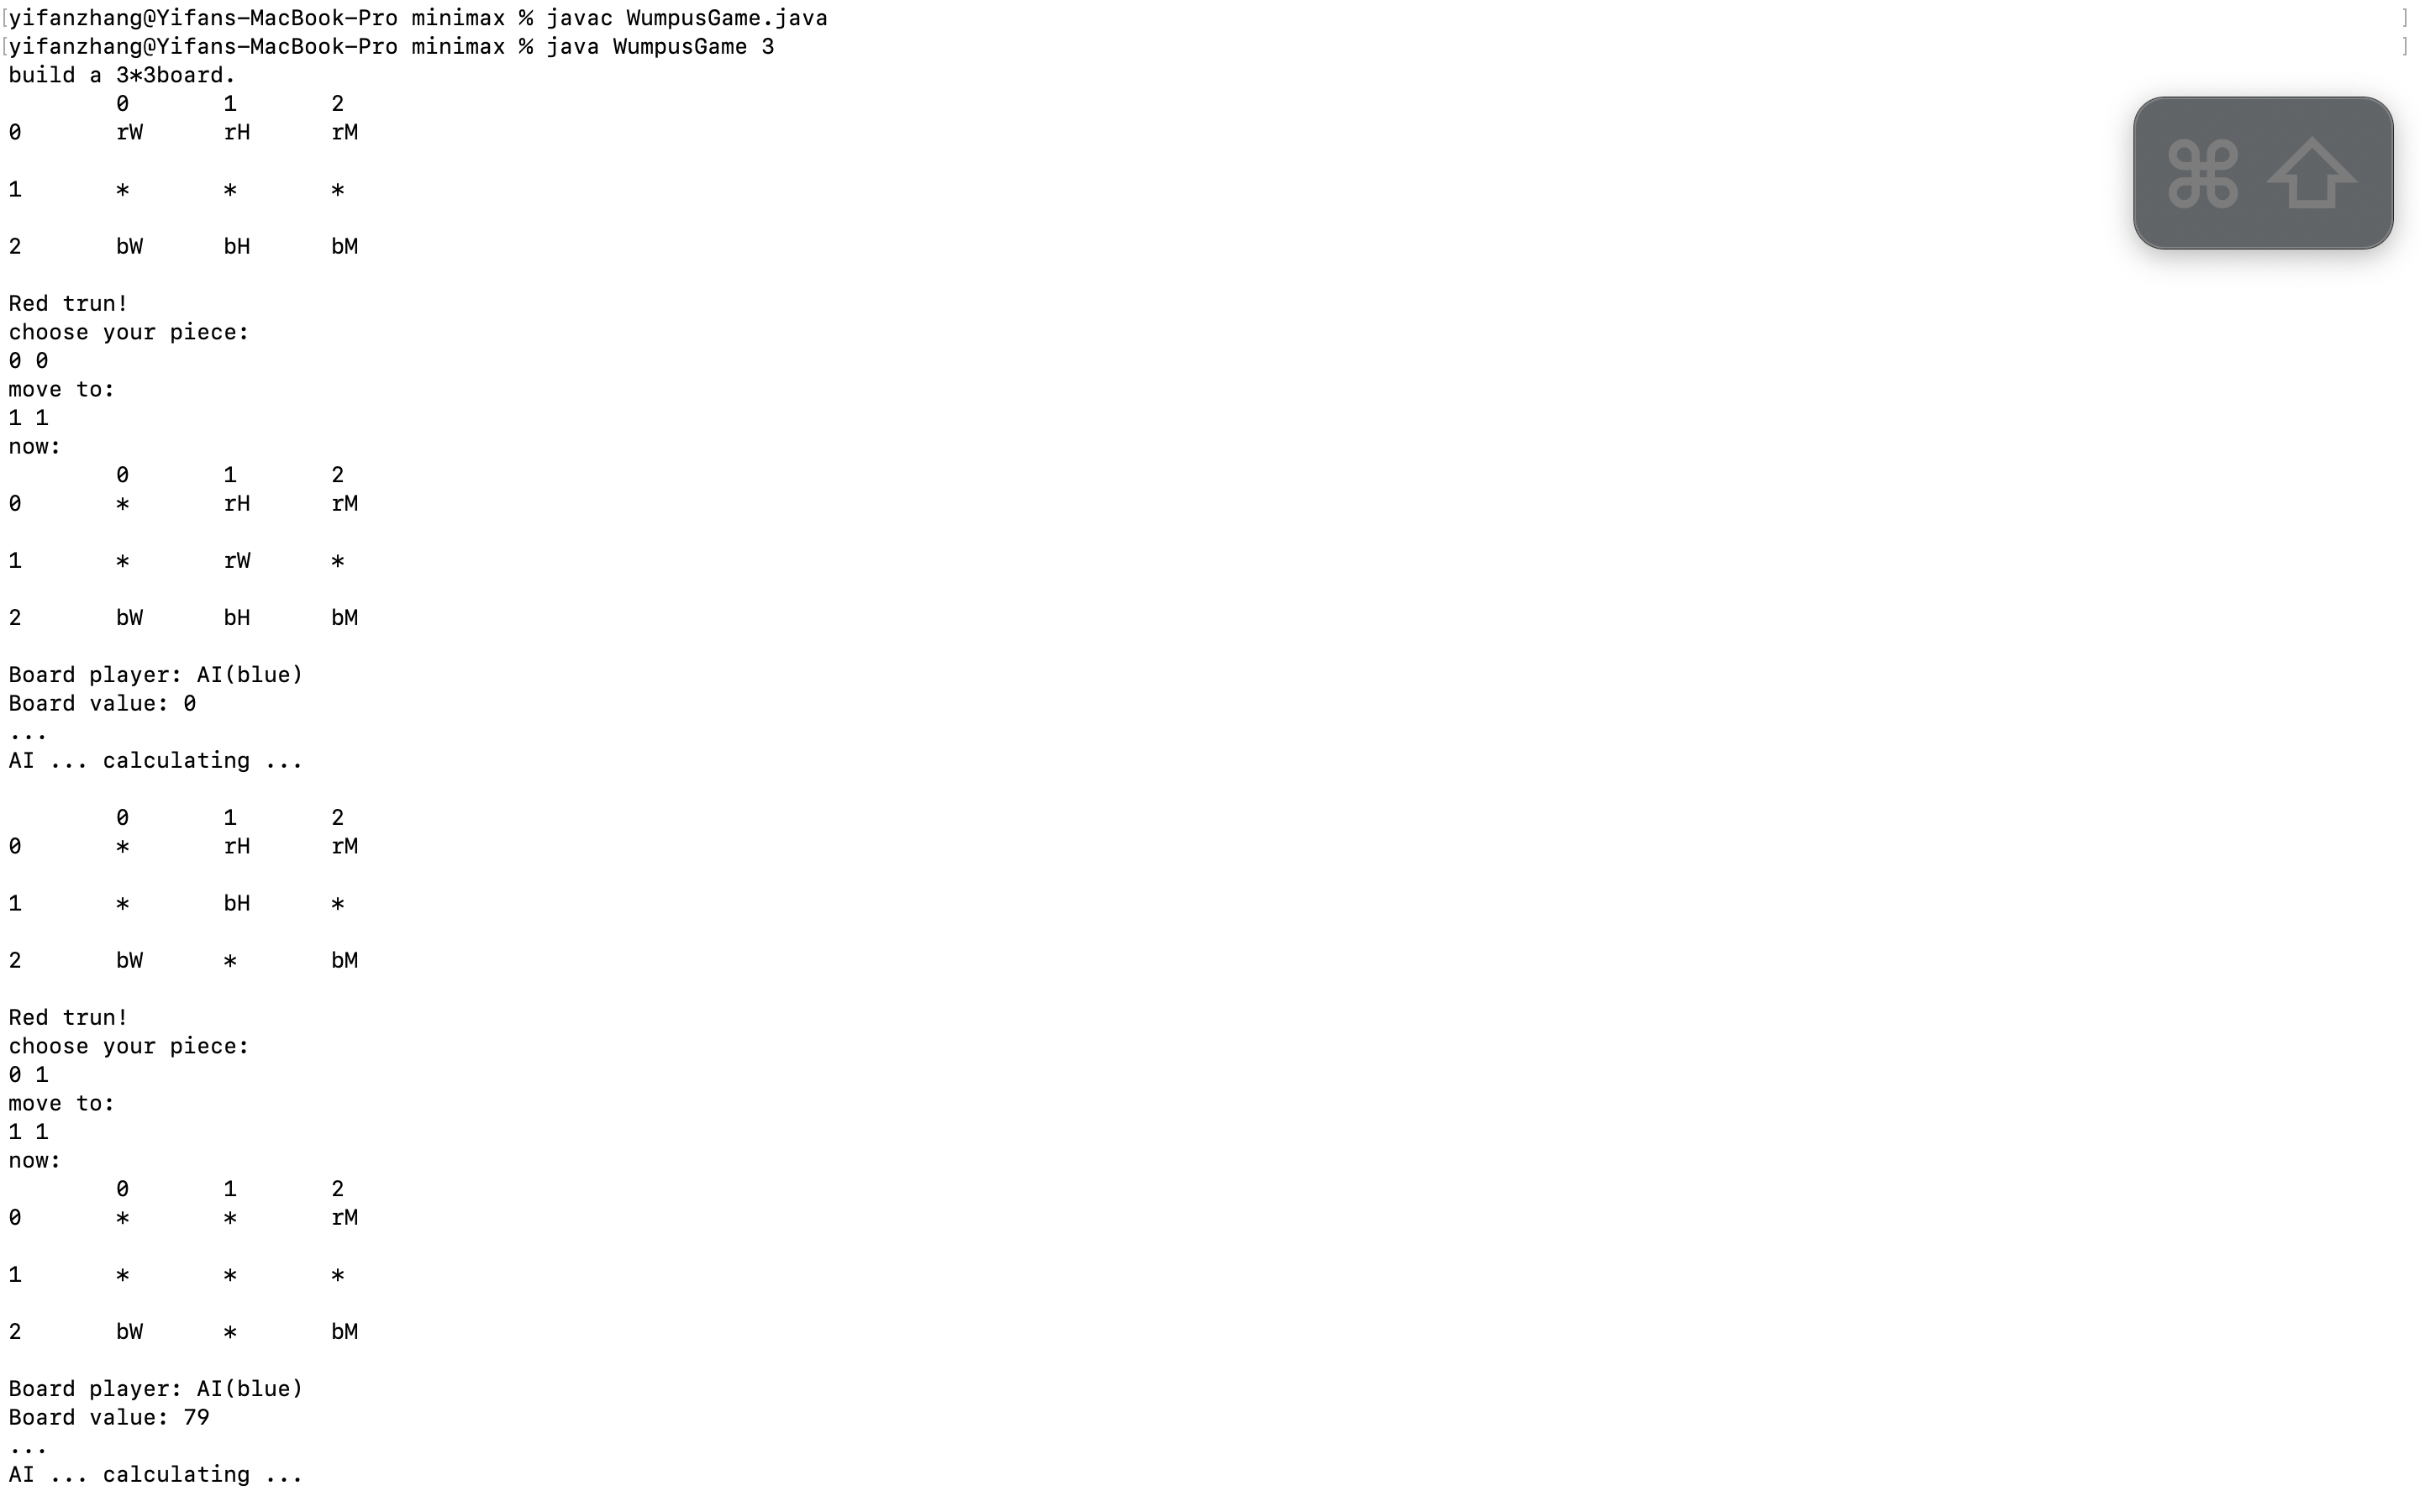 [yifanzhang@Yifans-MacBook-Pro minimax % javac WumpusGame.java ]
[yifanzhang@Yifans-MacBook-Pro minimax % java WumpusGame 3 ]
build a 3*3board.
0 1 2
0 rW rH rM
1 * * *
2 bW bH bM
Red trun!
choose your piece:
0 0
move to:
1 1
now:
0 1 2
0 * rH rM
1 * rW *
2 bW bH bM
Board player: AI(blue)
Board value: 0
...
AI ... calculating ...
0 1 2
0 * rH rM
1 * bH *
2 bW * bM
Red trun!
choose your piece:
0 1
move to:
1 1
now:
0 1 2
0 * * rM
1 * * *
2 bW * bM
Board player: AI(blue)
Board value: 79
...
AI ... calculating ...